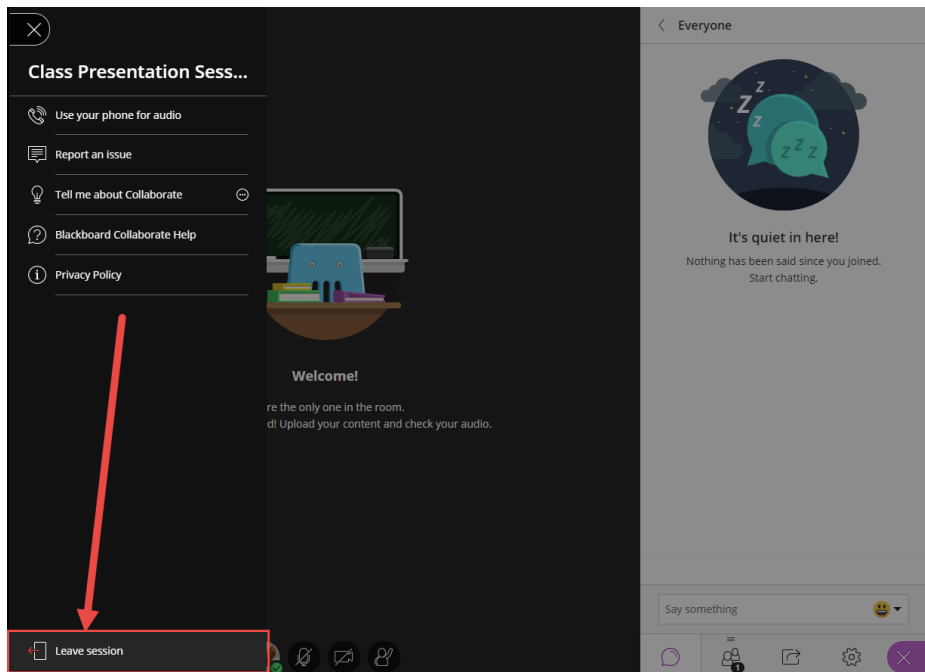 Class Presentation Sess...
Use your phone for audio
Report an issue
Tell me about Collaborate
Blackboard Collaborate Help
Privacy Policy
Leave session
Welcome!
re the only one in the room.
d! Upload your content and check your audio.
Everyone
z
Z
z
z z z
It's quiet in here!
Nothing has been said since you joined.
Start chatting.
Say something
1